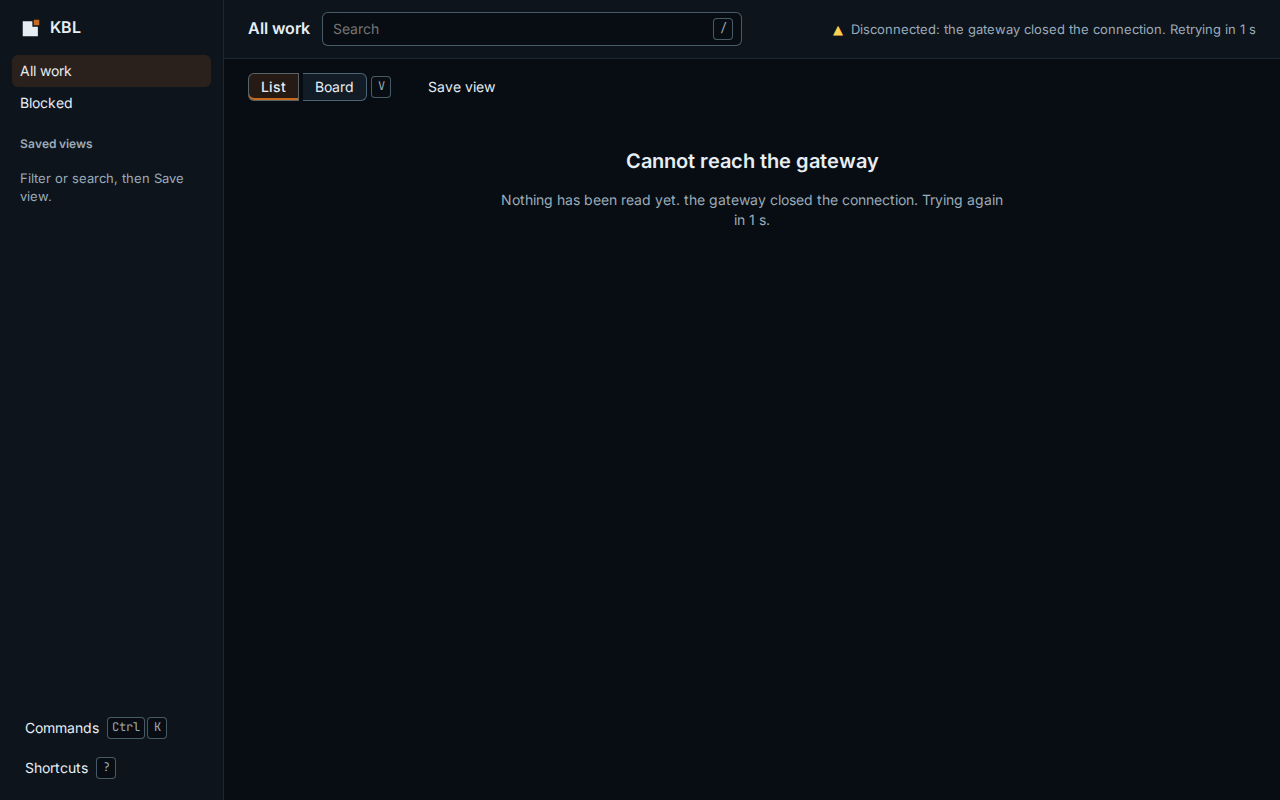 KBL
All work
Search
/
Disconnected: the gateway closed the connection. Retrying in 1 s
All work
Blocked
Saved views
Filter or search, then Save
view.
List
Board
V
Save view
Cannot reach the gateway
Nothing has been read yet. the gateway closed the connection. Trying again
in 1 s.
Commands Ctrl K
Shortcuts ?